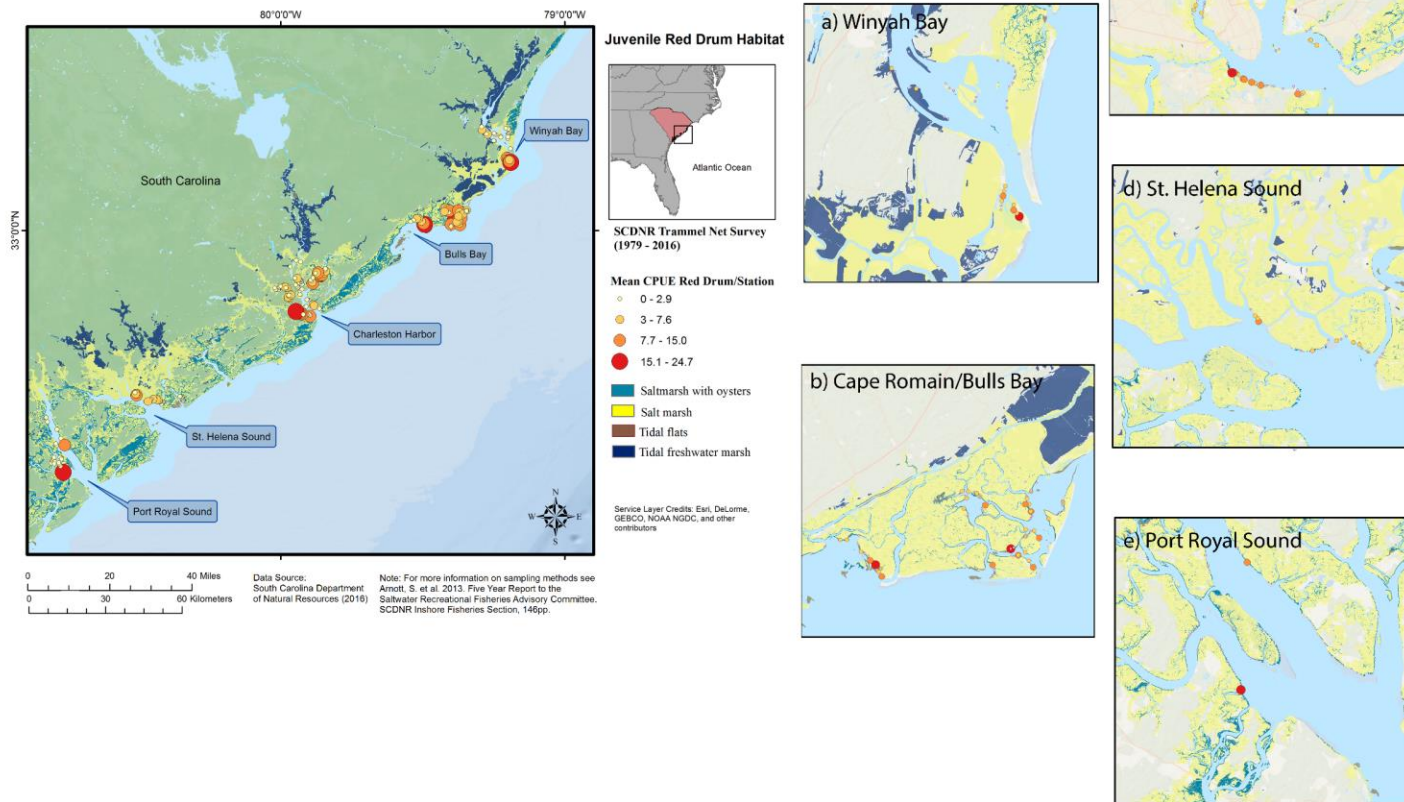 80°0'0"W
79°0'0"W
33°0'0"N
South Carolina
Winyah Bay
Bulls Bay
Charleston Harbor
St. Helena Sound
Port Royal Sound
N
W
E
S
0 20 40 Miles
0 30 60 Kilometers
Data Source:
South Carolina Department
of Natural Resources (2016)
Note: For more information on sampling methods see
Arnott, S. et al. 2013. Five Year Report to the
Saltwater Recreational Fisheries Advisory Committee.
SCDNR Inshore Fisheries Section, 146pp.
Juvenile Red Drum Habitat
Atlantic Ocean
SCDNR Trammel Net Survey
(1979 - 2016)
Mean CPUE Red Drum/Station
0 - 2.9
3 - 7.6
7.7 - 15.0
15.1 - 24.7
Saltmarsh with oysters
Salt marsh
Tidal flats
Tidal freshwater marsh
Service Layer Credits: Esri, DeLorme,
GEBCO, NOAA NGDC, and other
contributors
a) Winyah Bay
b) Cape Romain/Bulls Bay
d) St. Helena Sound
e) Port Royal Sound